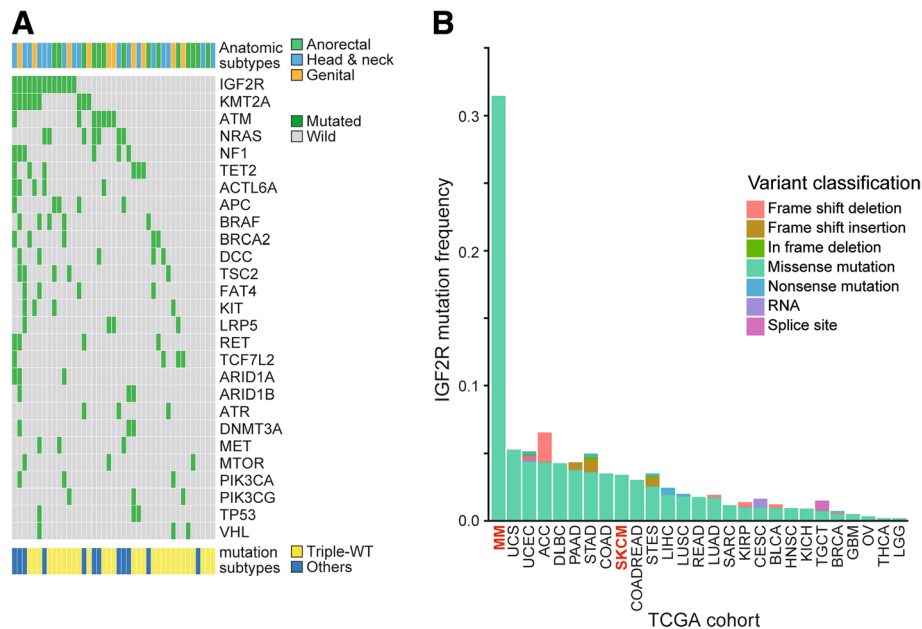 A
Anatomic
subtypes
Anorectal
Head & neck
Genital
IGF2R
KMT2A
ATM
NRAS
NF1
TET2
ACTL6A
APC
BRAF
BRCA2
DCC
TSC2
FAT4
KIT
LRP5
RET
TCF7L2
ARID1A
ARID1B
ATR
DNMT3A
MET
MTOR
PIK3CA
PIK3CG
TP53
VHL
Mutated
Wild
mutation
subtypes
Triple-WT
Others
B
IGF2R mutation frequency
0.3
0.2
0.1
0.0
Variant classification
Frame shift deletion
Frame shift insertion
In frame deletion
Missense mutation
Nonsense mutation
RNA
Splice site
MM
UCS
UCEC
ACC
DLBC
PAAD
STAD
COAD
SKCM
COADREAD
STES
LIHC
LUSC
READ
LUAD
SARC
KIRP
CESC
BLCA
HNSC
KICH
TGCT
BRCA
GBM
OV
THCA
LGG
TCGA cohort